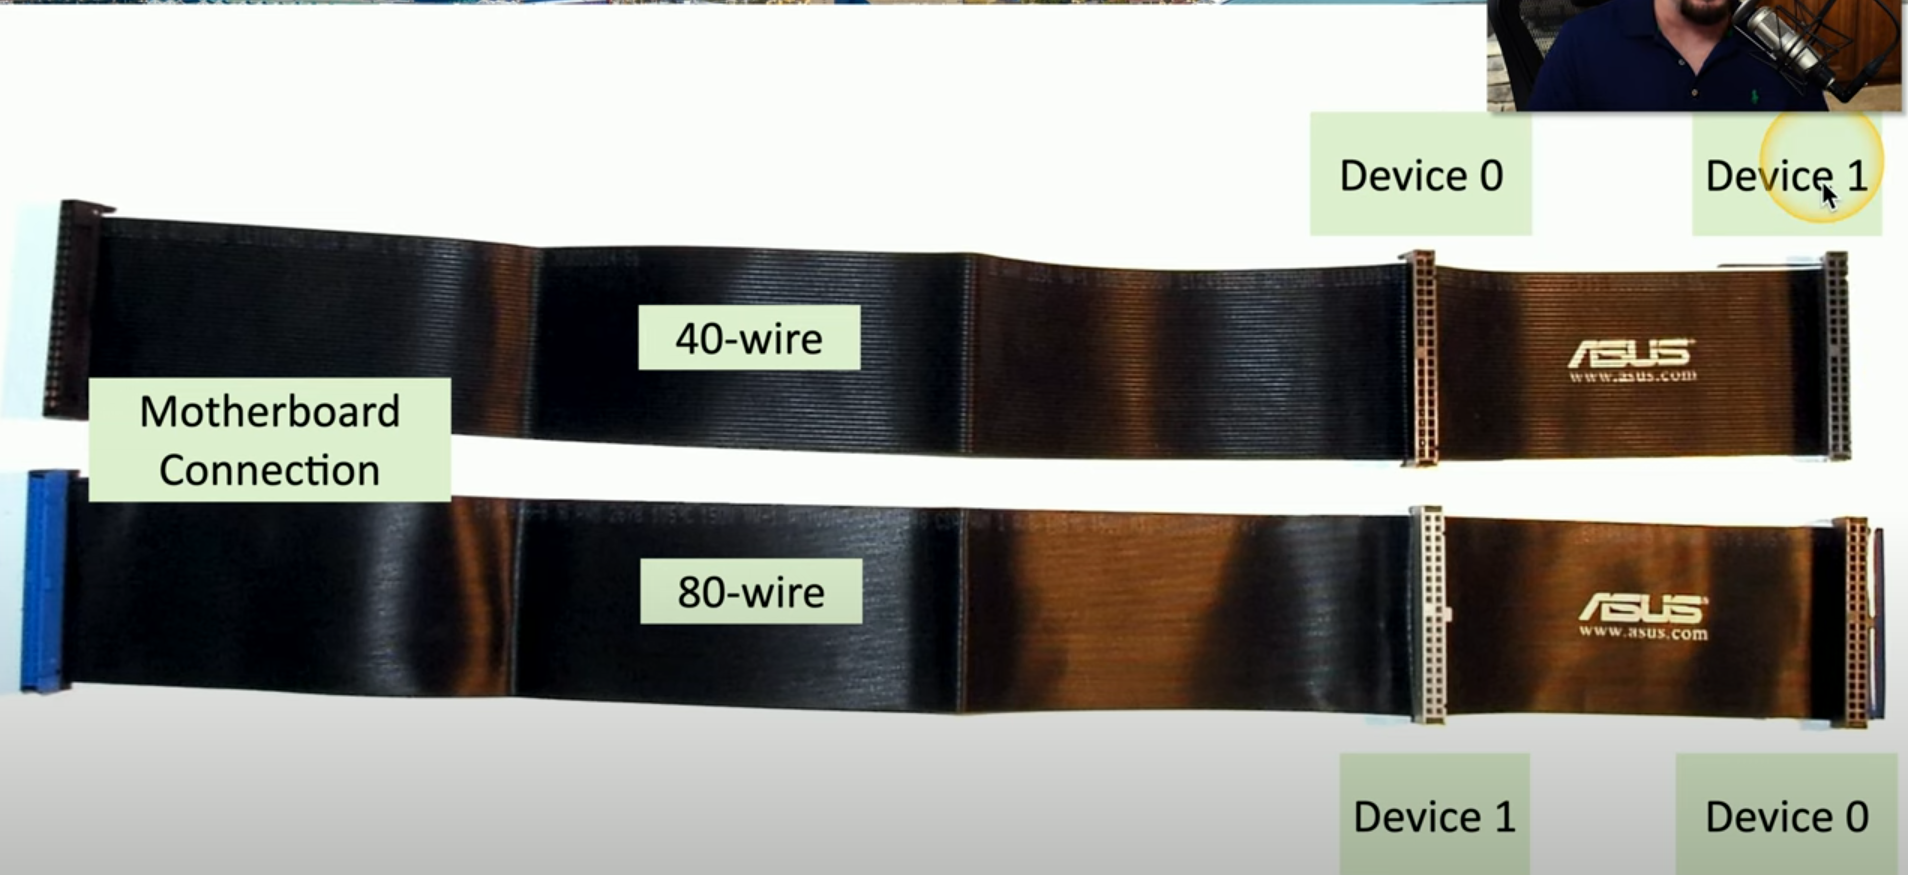 Device 0
Device 1
40-wire
ASUS
www.asus.com
Motherboard
Connection
80-wire
ASUS
www.asus.com
Device 1
Device 0